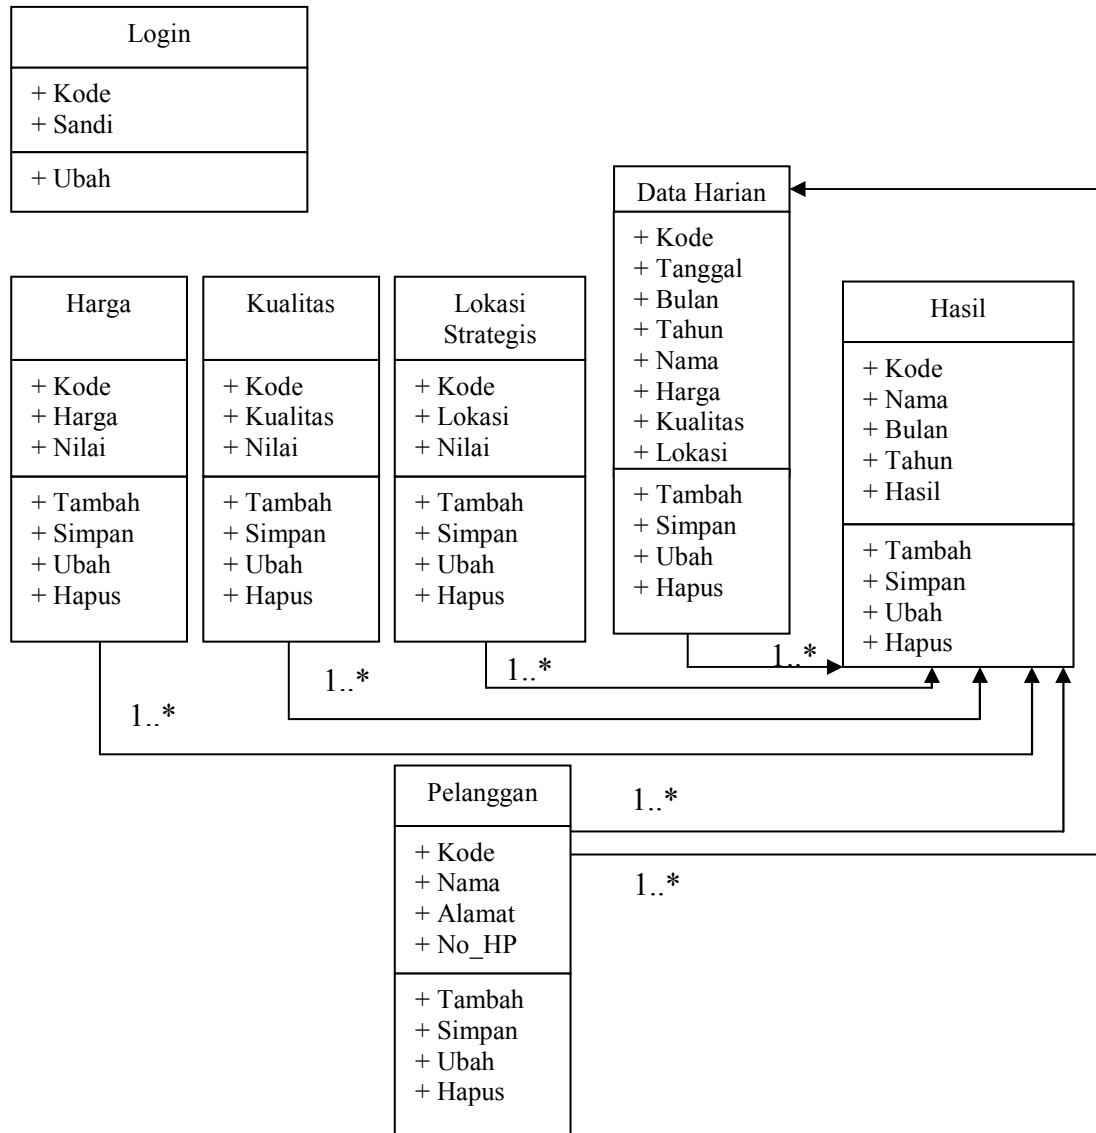 Login
+ Kode
+ Sandi
+ Ubah
Harga
+ Kode
+ Harga
+ Nilai
+ Tambah
+ Simpan
+ Ubah
+ Hapus
Kualitas
+ Kode
+ Kualitas
+ Nilai
+ Tambah
+ Simpan
+ Ubah
+ Hapus
Lokasi
Strategis
+ Kode
+ Lokasi
+ Nilai
+ Tambah
+ Simpan
+ Ubah
+ Hapus
Data Harian
+ Kode
+ Tanggal
+ Bulan
+ Tahun
+ Nama
+ Harga
+ Kualitas
+ Lokasi
+ Tambah
+ Simpan
+ Ubah
+ Hapus
Hasil
+ Kode
+ Nama
+ Bulan
+ Tahun
+ Hasil
+ Tambah
+ Simpan
+ Ubah
+ Hapus
1..*
1..*
1..*
1..*
Pelanggan
+ Kode
+ Nama
+ Alamat
+ No_HP
+ Tambah
+ Simpan
+ Ubah
+ Hapus
1..*
1..*